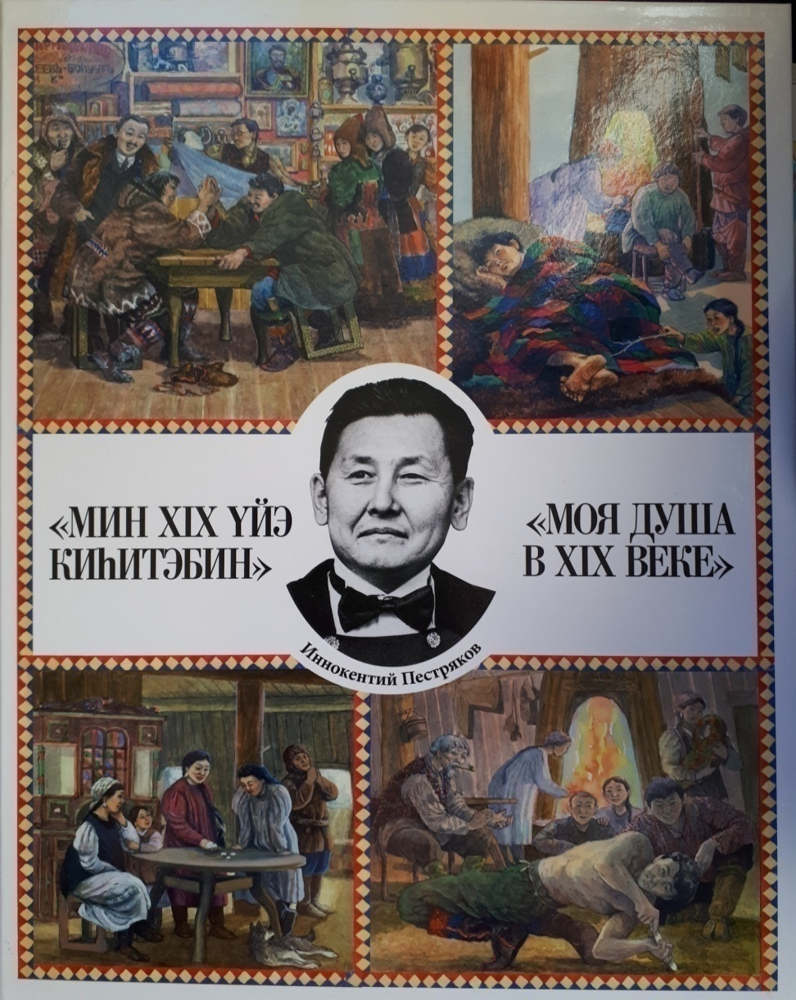 «МИН XIX ҮЙЭ
КИҺИТЭБИН»
«МОЯ ДУША
В XIX ВЕКЕ»
Иннокентий Пестряков